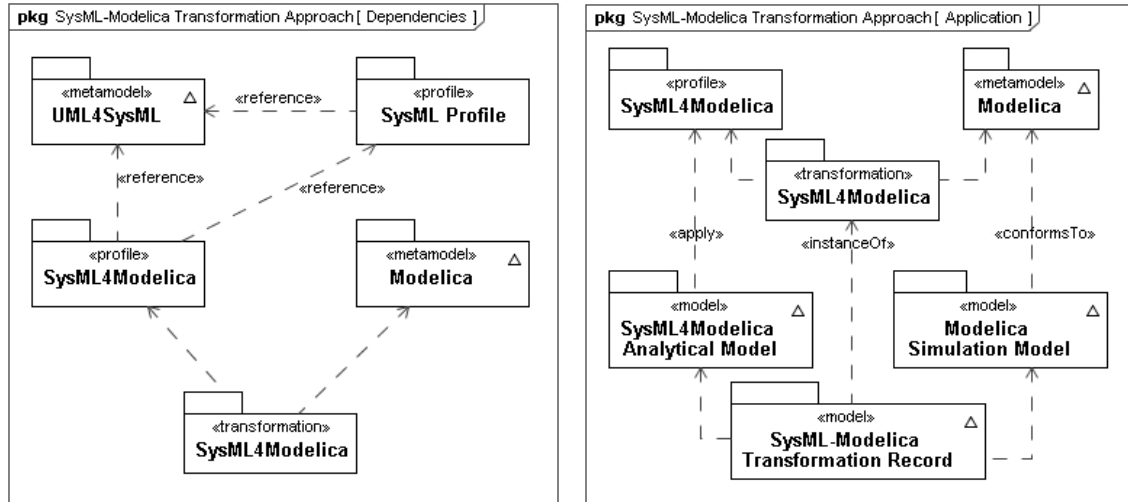 pkg SysML-Modelica Transformation Approach [ Dependencies ]
«metamodel»
UML4SysML
«reference»
«profile»
SysML Profile
«reference»
«reference»
«profile»
SysML4Modelica
«metamodel»
Modelica
«transformation»
SysML4Modelica
pkg SysML-Modelica Transformation Approach [ Application ]
«profile»
SysML4Modelica
«metamodel»
Modelica
«transformation»
SysML4Modelica
«apply»
«instanceOf»
«conformsTo»
«model»
SysML4Modelica
Analytical Model
«model»
Modelica
Simulation Model
«model»
SysML-Modelica
Transformation Record